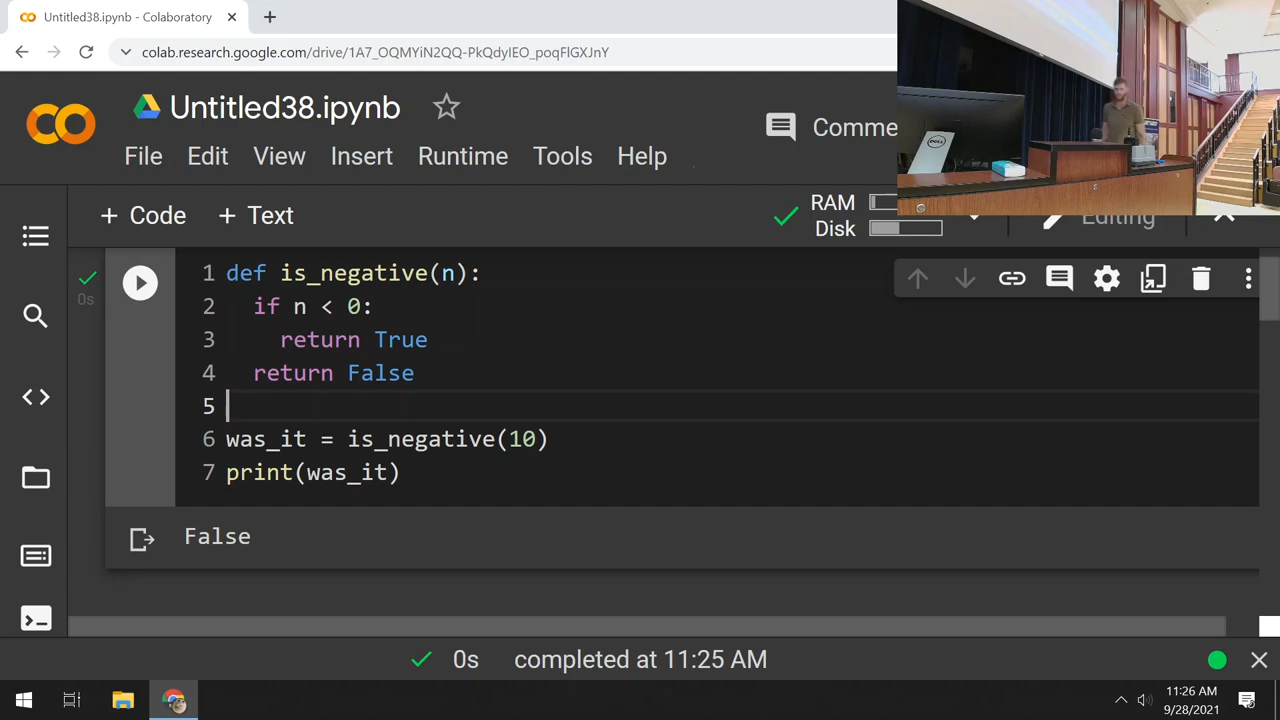 Untitled38.ipynb - Colaboratory
colab.research.google.com/drive/1A7_OQMYiN2QQ-PkQdyIEO_poqFlGXJnY
Untitled38.ipynb
Comme
File Edit View Insert Runtime Tools Help
+ Code + Text
RAM
Disk
Editing
DELL
1 def is_negative(n):
2 if n < 0:
3 return True
4 return False
5
6 was_it = is_negative(10)
7 print(was_it)
0s
False
0s completed at 11:25 AM
11:26 AM
9/28/2021